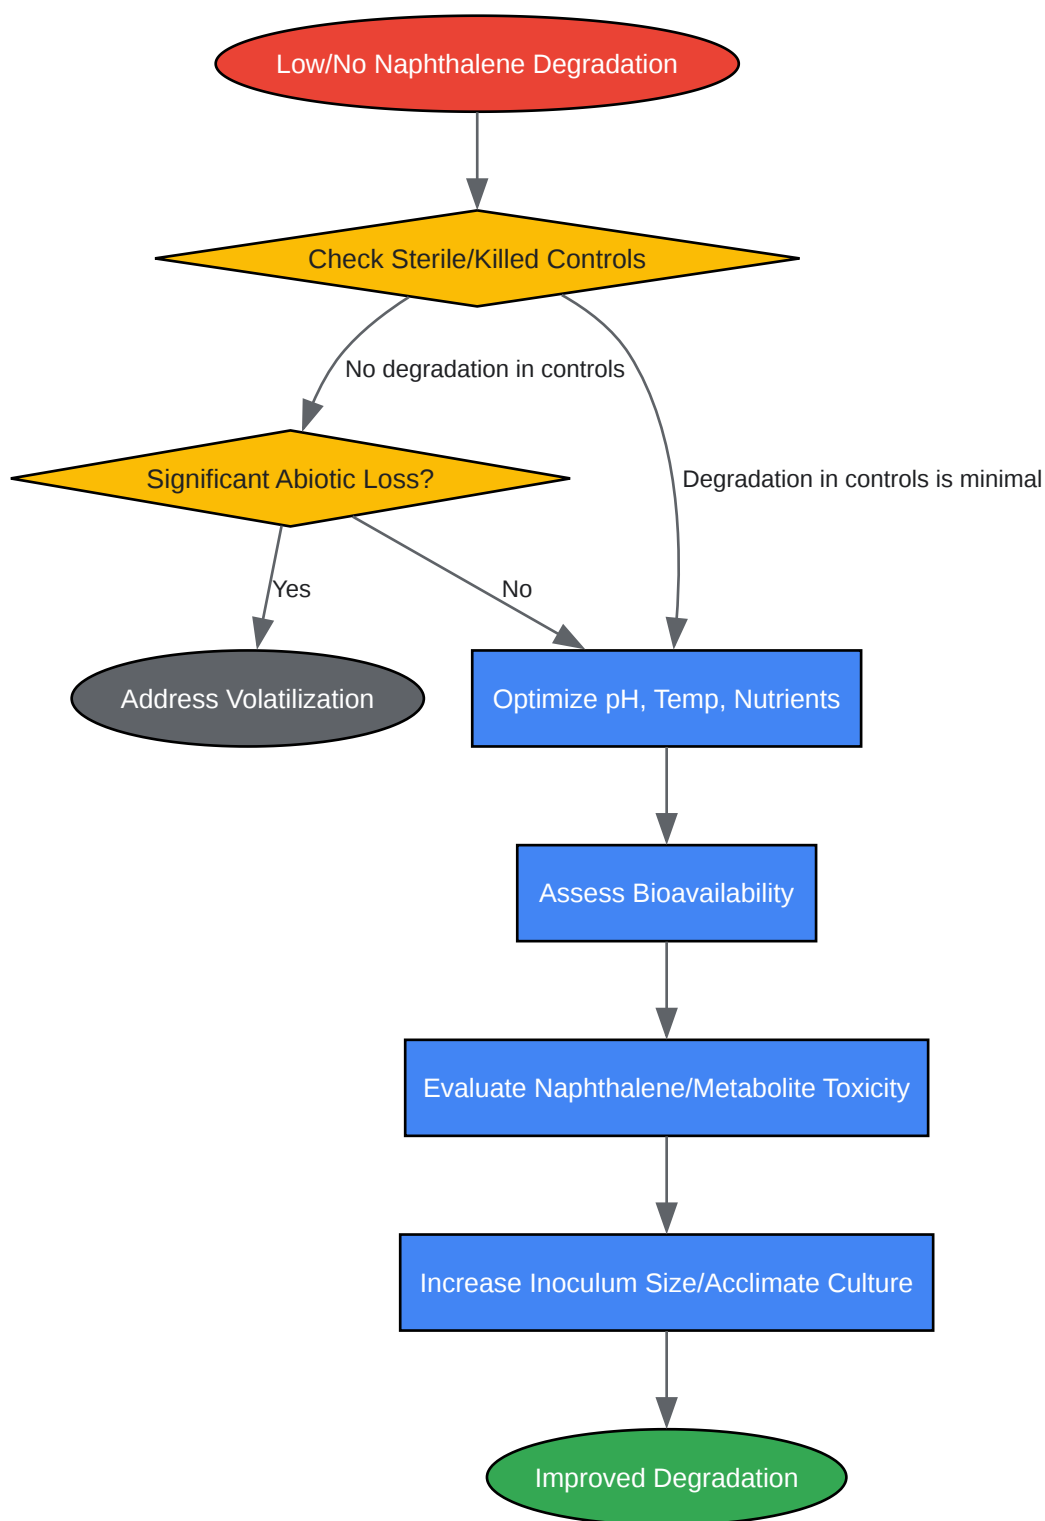 Low/No Naphthalene Degradation
Check Sterile/Killed Controls
No degradation in controls
Significant Abiotic Loss?
Degradation in controls is minimal
Yes
No
Address Volatilization
Optimize pH, Temp, Nutrients
Assess Bioavailability
Evaluate Naphthalene/Metabolite Toxicity
Increase Inoculum Size/Acclimate Culture
Improved Degradation